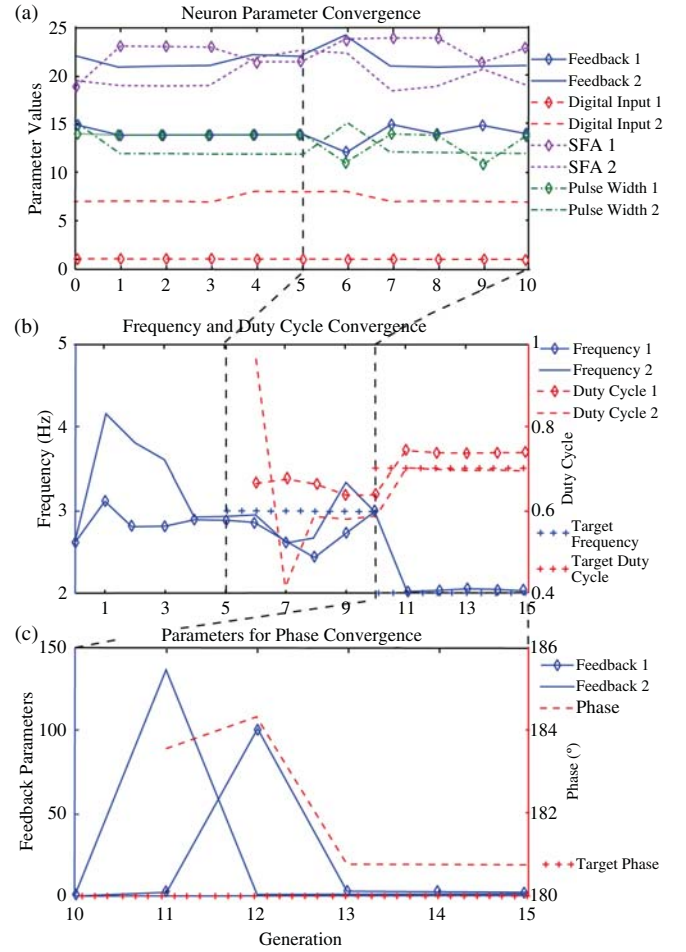 (a)
Neuron Parameter Convergence
25
20
15
10
5
0
Parameter Values
0 1 2 3 4 5 6 7 8 9 10
Feedback 1
Feedback 2
Digital Input 1
Digital Input 2
SFA 1
SFA 2
Pulse Width 1
Pulse Width 2
(b)
Frequency and Duty Cycle Convergence
5
4
3
2
Frequency (Hz)
1 3 5 7 9 11 13 15
1
0.8
0.6
0.4
Duty Cycle
Frequency 1
Frequency 2
Duty Cycle 1
Duty Cycle 2
Target
Frequency
Target Duty
Cycle
(c)
Parameters for Phase Convergence
150
100
50
0
Feedback Parameters
10 11 12 13 14 15
Generation
186
184
182
180
Phase (°)
Feedback 1
Feedback 2
Phase
Target Phase